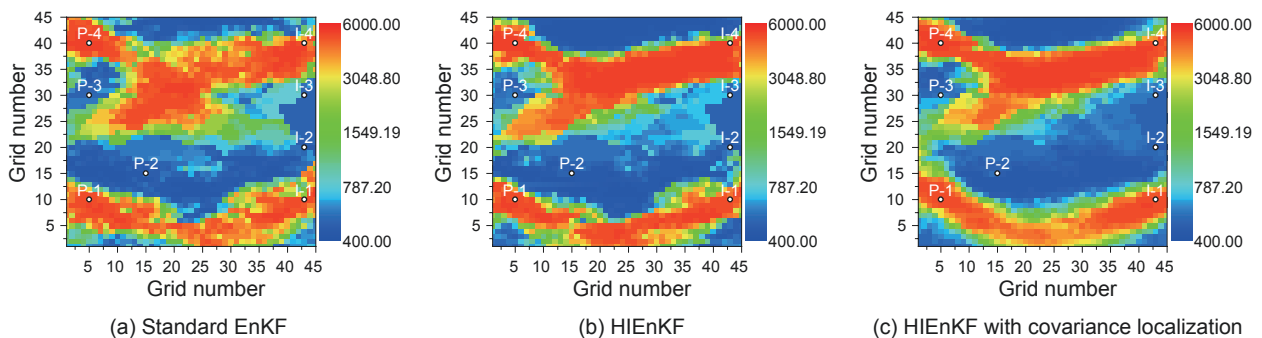 45
40
35
30
25
20
15
10
5
Grid number
P-4
I-4
P-3
I-3
I-2
P-2
P-1
I-1
5 10 15 20 25 30 35 40 45
Grid number
6000.00
3048.80
1549.19
787.20
400.00
(a) Standard EnKF
45
40
35
30
25
20
15
10
5
Grid number
P-4
I-4
P-3
I-3
I-2
P-2
P-1
I-1
5 10 15 20 25 30 35 40 45
Grid number
6000.00
3048.80
1549.19
787.20
400.00
(b) HIEnKF
45
40
35
30
25
20
15
10
5
Grid number
P-4
I-4
P-3
I-3
I-2
P-2
P-1
I-1
5 10 15 20 25 30 35 40 45
Grid number
6000.00
3048.80
1549.19
787.20
400.00
(c) HIEnKF with covariance localization